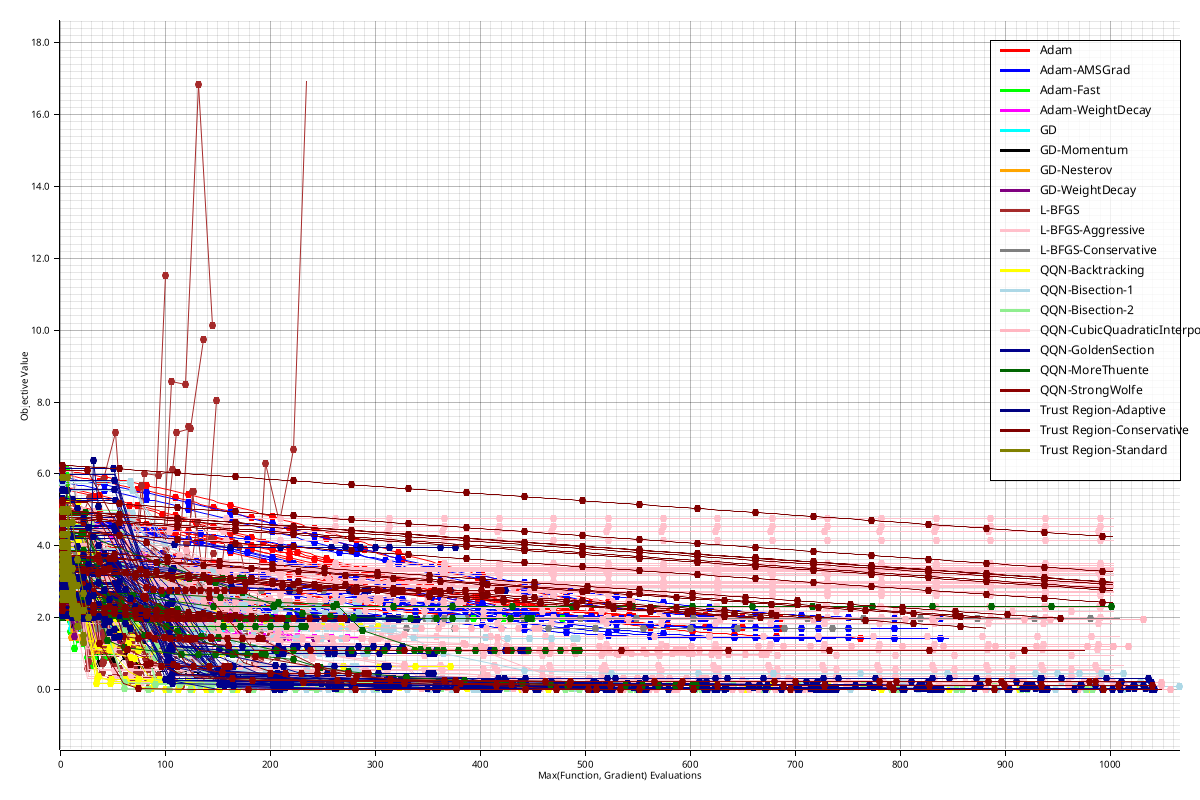 18.0
16.0
14.0
12.0
10.0
8.0
6.0
4.0
2.0
0.0
Objective Value
0
100
200
300
400
500
600
700
800
900
1000
Max(Function, Gradient) Evaluations
Adam
Adam-AMSGrad
Adam-Fast
Adam-WeightDecay
GD
GD-Momentum
GD-Nesterov
GD-WeightDecay
L-BFGS
L-BFGS-Aggressive
L-BFGS-Conservative
QQN-Backtracking
QQN-Bisection-1
QQN-Bisection-2
QQN-CubicQuadraticInterpo
QQN-GoldenSection
QQN-MoreThuente
QQN-StrongWolfe
Trust Region-Adaptive
Trust Region-Conservative
Trust Region-Standard